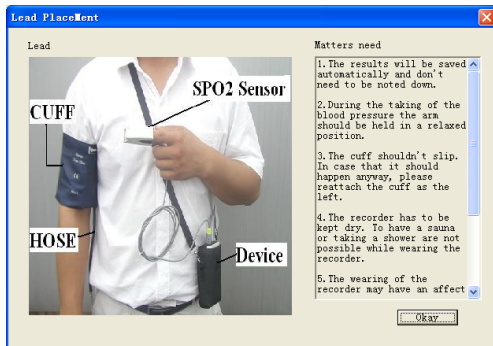 Lead PlaceMent
Lead
Matters need
SPO2 Sensor
CUFF
HOSE
Device
1.The results will be saved
automatically and don't
need to be noted down.
2.During the taking of the
blood pressure the arm
should be held in a relaxed
position.
3.The cuff shouldn't slip.
In case that it should
happen anyway, please
reattach the cuff as the
left.
4.The recorder has to be
kept dry. To have a sauna
or taking a shower are not
possible while wearing the
recorder.
5.The wearing of the
recorder may have an affect
Okay